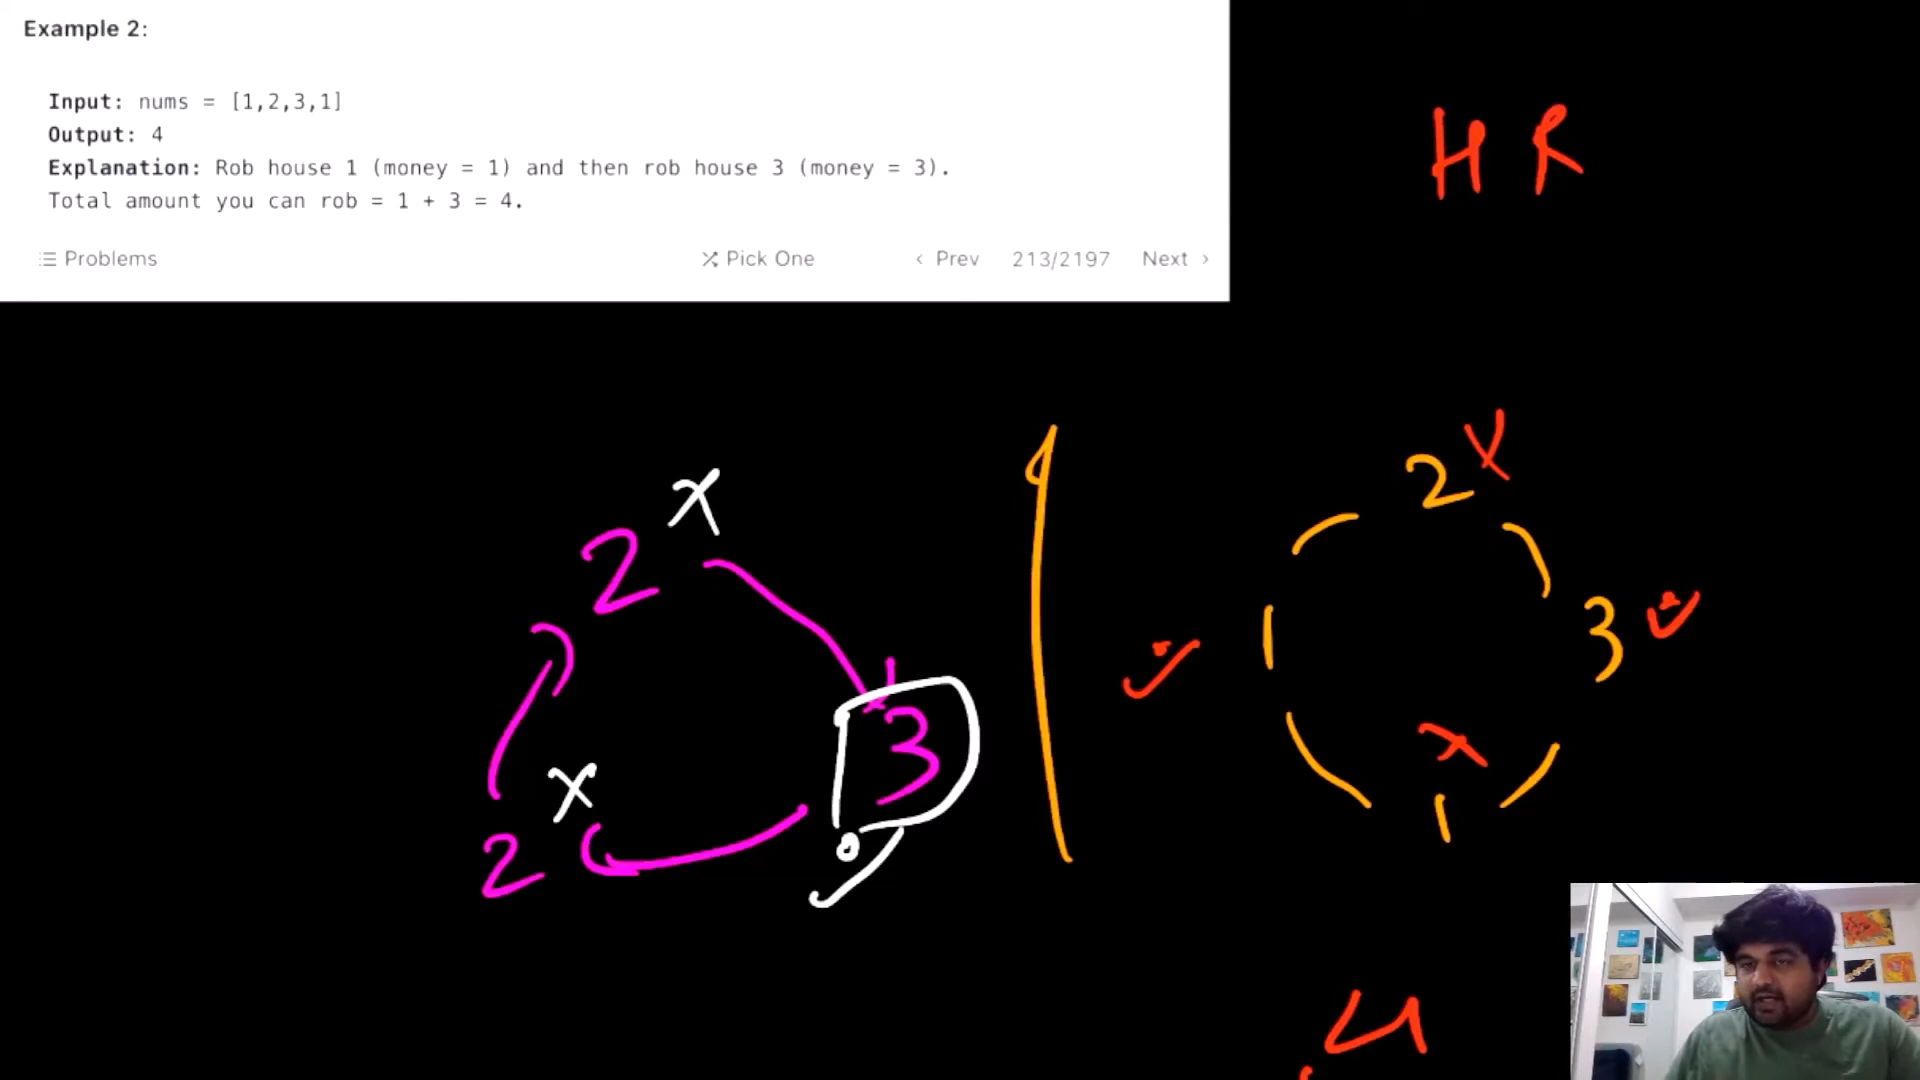 Example 2:
Input: nums = [1,2,3,1]
Output: 4
Explanation: Rob house 1 (money = 1) and then rob house 3 (money = 3).
Total amount you can rob = 1 + 3 = 4.
Problems Pick One < Prev 213/2197 Next >
H R
2 x
3
2 x
2 x
1 3
x
1
4